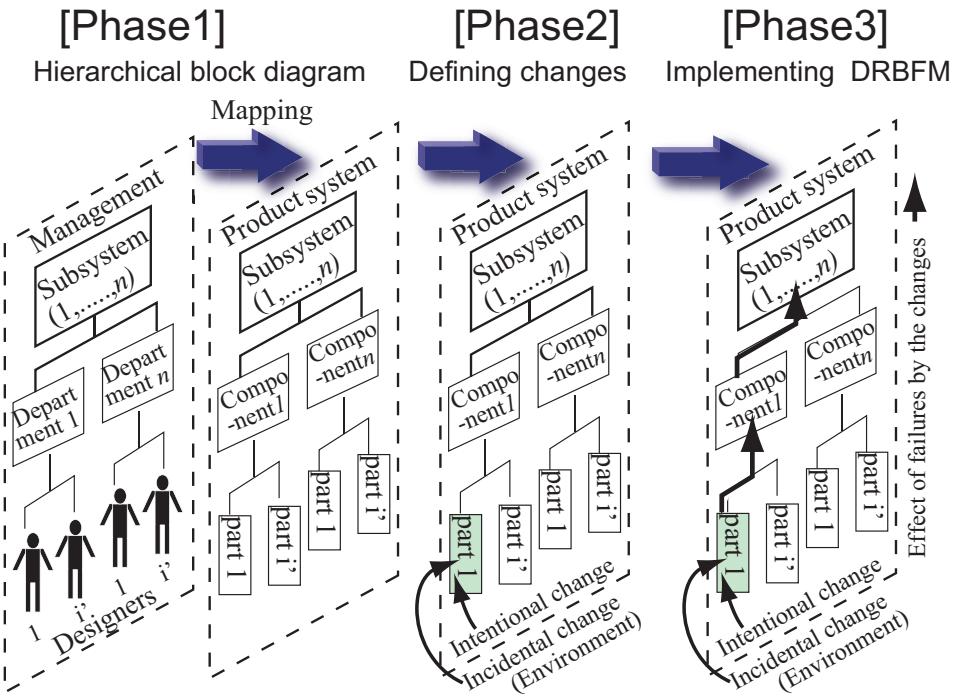 [Phase1]
Hierarchical block diagram
Mapping
Management
Subsystem
(1,.....,n)
Depart
ment 1
Depart
ment n
1
i'
1
i'
Designers
Product system
Subsystem
(1,.....,n)
Compo
-nent1
Compo
-nentn
part 1
part i'
part 1
part i'
[Phase2]
Defining changes
Product system
Subsystem
(1,.....,n)
Compo
-nent1
Compo
-nentn
part 1
part i'
part 1
part i'
Intentional change
Incidental change
(Environment)
[Phase3]
Implementing DRBFM
Product system
Subsystem
(1,.....,n)
Compo
-nent1
Compo
-nentn
part 1
part i'
part 1
part i'
Intentional change
Incidental change
(Environment)
Effect of failures by the changes